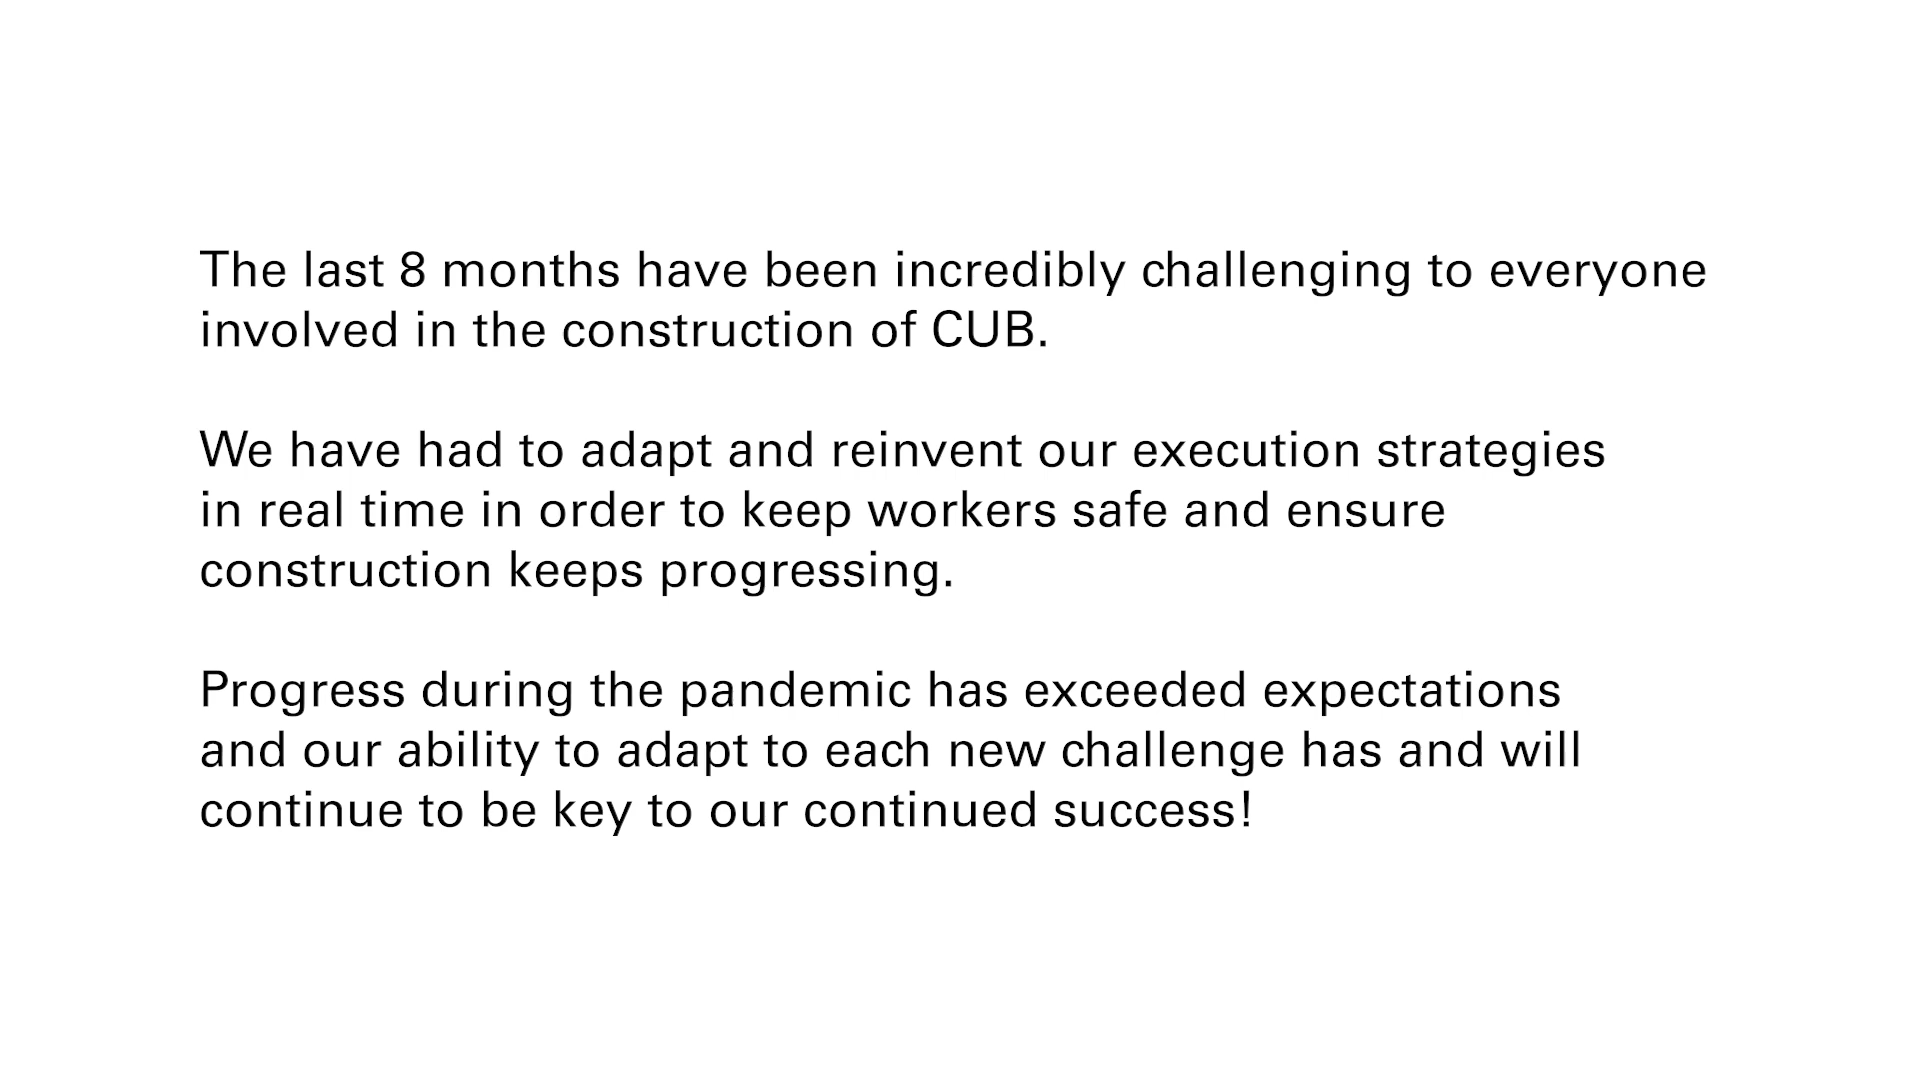 The last 8 months have been incredibly challenging to everyone
involved in the construction of CUB.
We have had to adapt and reinvent our execution strategies
in real time in order to keep workers safe and ensure
construction keeps progressing.
Progress during the pandemic has exceeded expectations
and our ability to adapt to each new challenge has and will
continue to be key to our continued success!